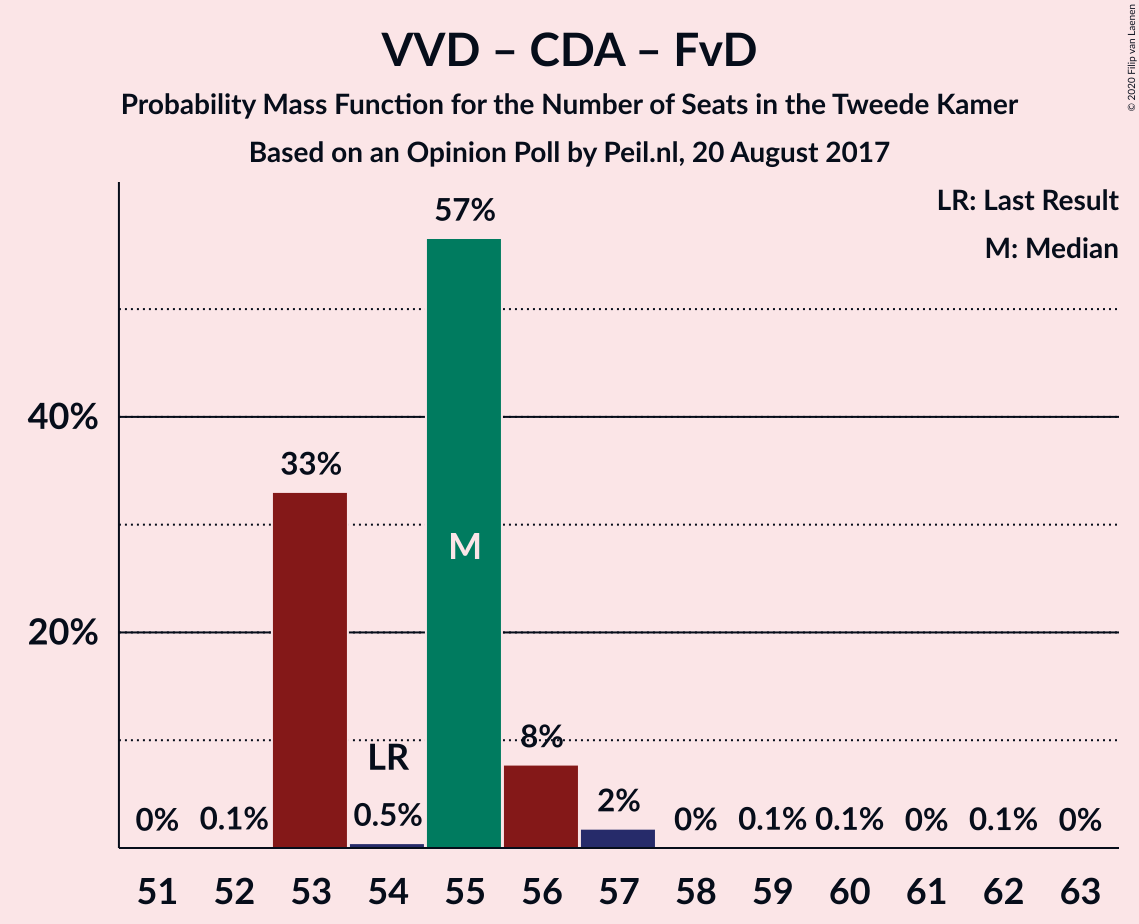 VVD – CDA – FvD
Probability Mass Function for the Number of Seats in the Tweede Kamer
Based on an Opinion Poll by Peil.nl, 20 August 2017
© 2020 Filip van Laenen
LR: Last Result
M: Median
57%
40%
33%
M
20%
8%
LR
2%
0% 0.1% 0.5% 0% 0.1% 0.1% 0% 0.1% 0%
51 52 53 54 55 56 57 58 59 60 61 62 63